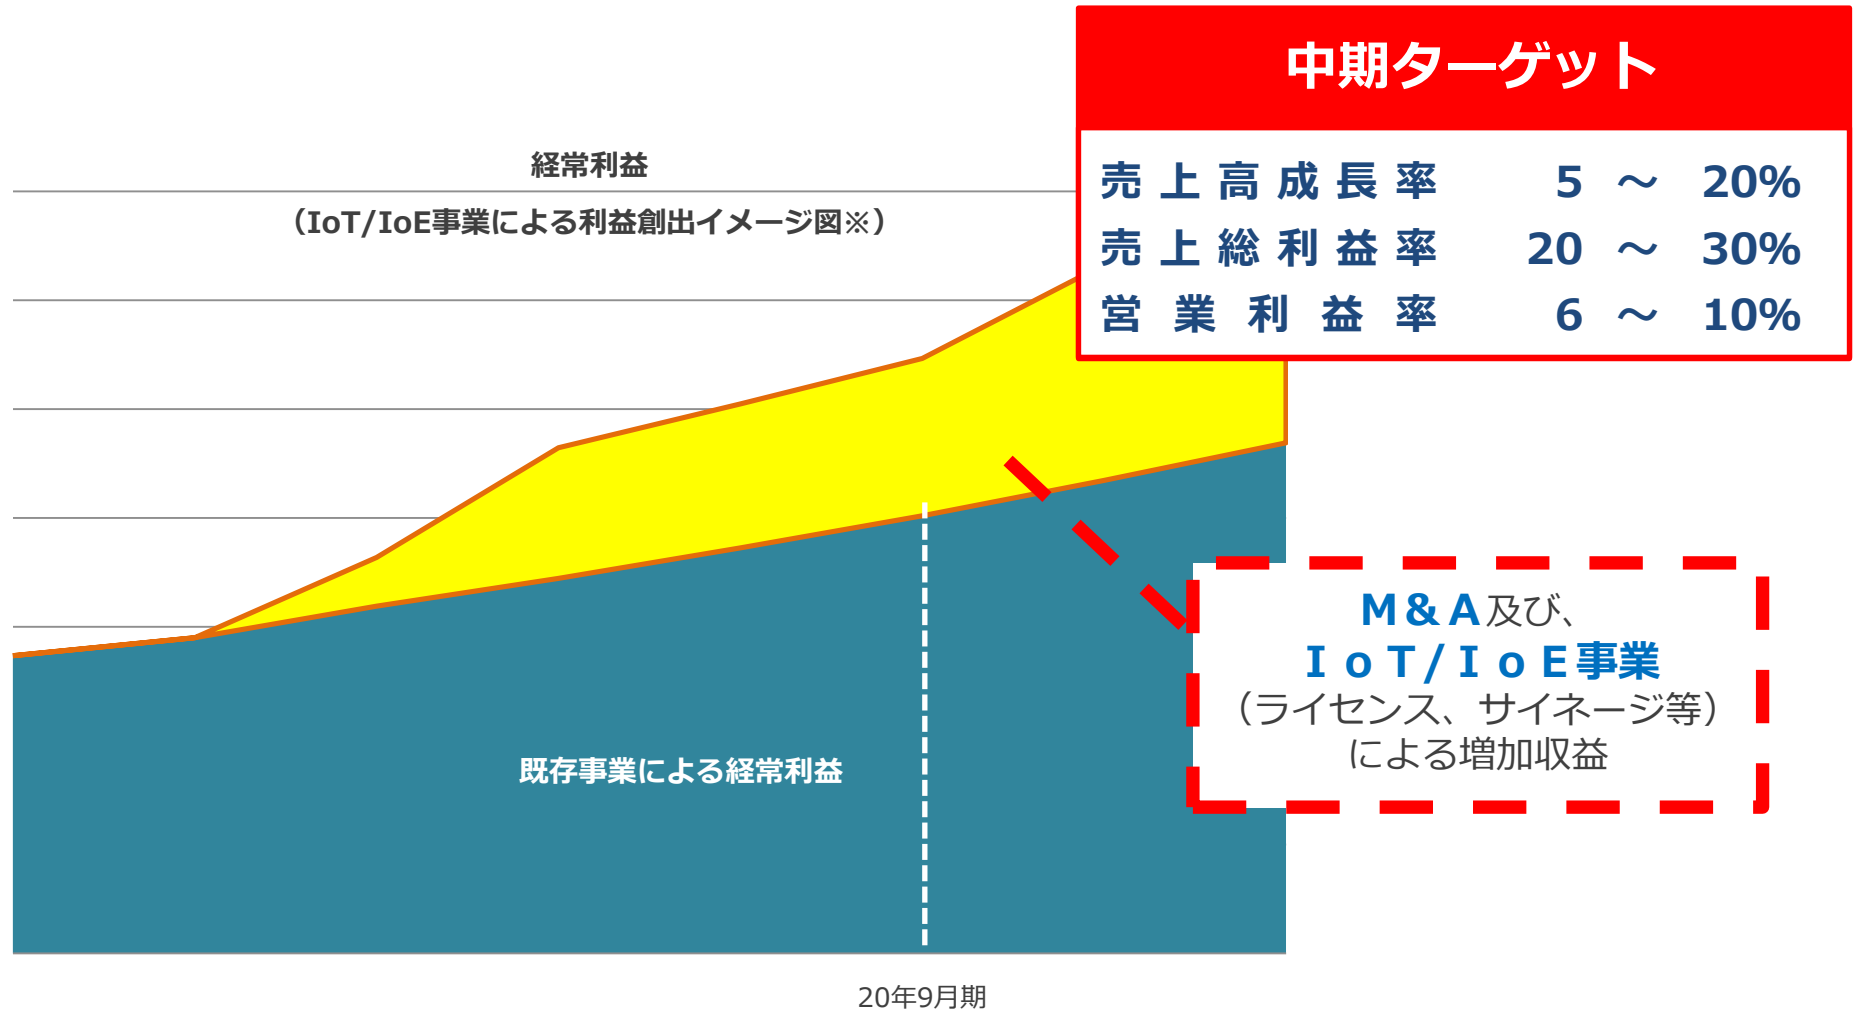 中期ターゲット
売上高成長率 5 ～ 20%
売上総利益率 20 ～ 30%
営業利益率 6 ～ 10%
経常利益
（IoT/IoE事業による利益創出イメージ図※）
M＆A及び、
ＩｏＴ/ＩｏＥ事業
（ライセンス、サイネージ等）
による増加収益
既存事業による経常利益
20年9月期